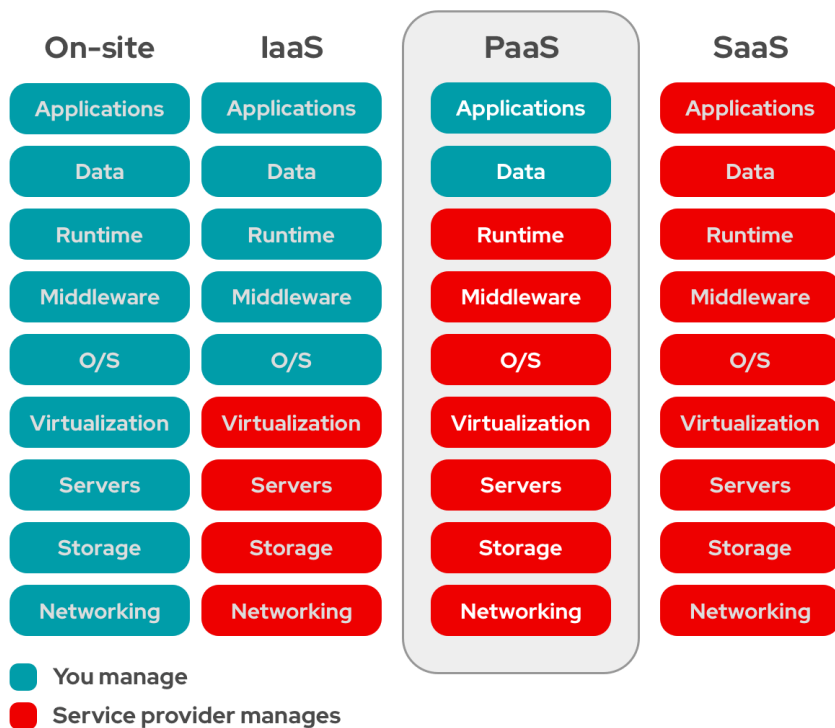 On-site IaaS PaaS SaaS
Applications Applications Applications Applications
Data Data Data Data
Runtime Runtime Runtime Runtime
Middleware Middleware Middleware Middleware
O/S O/S O/S O/S
Virtualization Virtualization Virtualization Virtualization
Servers Servers Servers Servers
Storage Storage Storage Storage
Networking Networking Networking Networking
You manage
Service provider manages